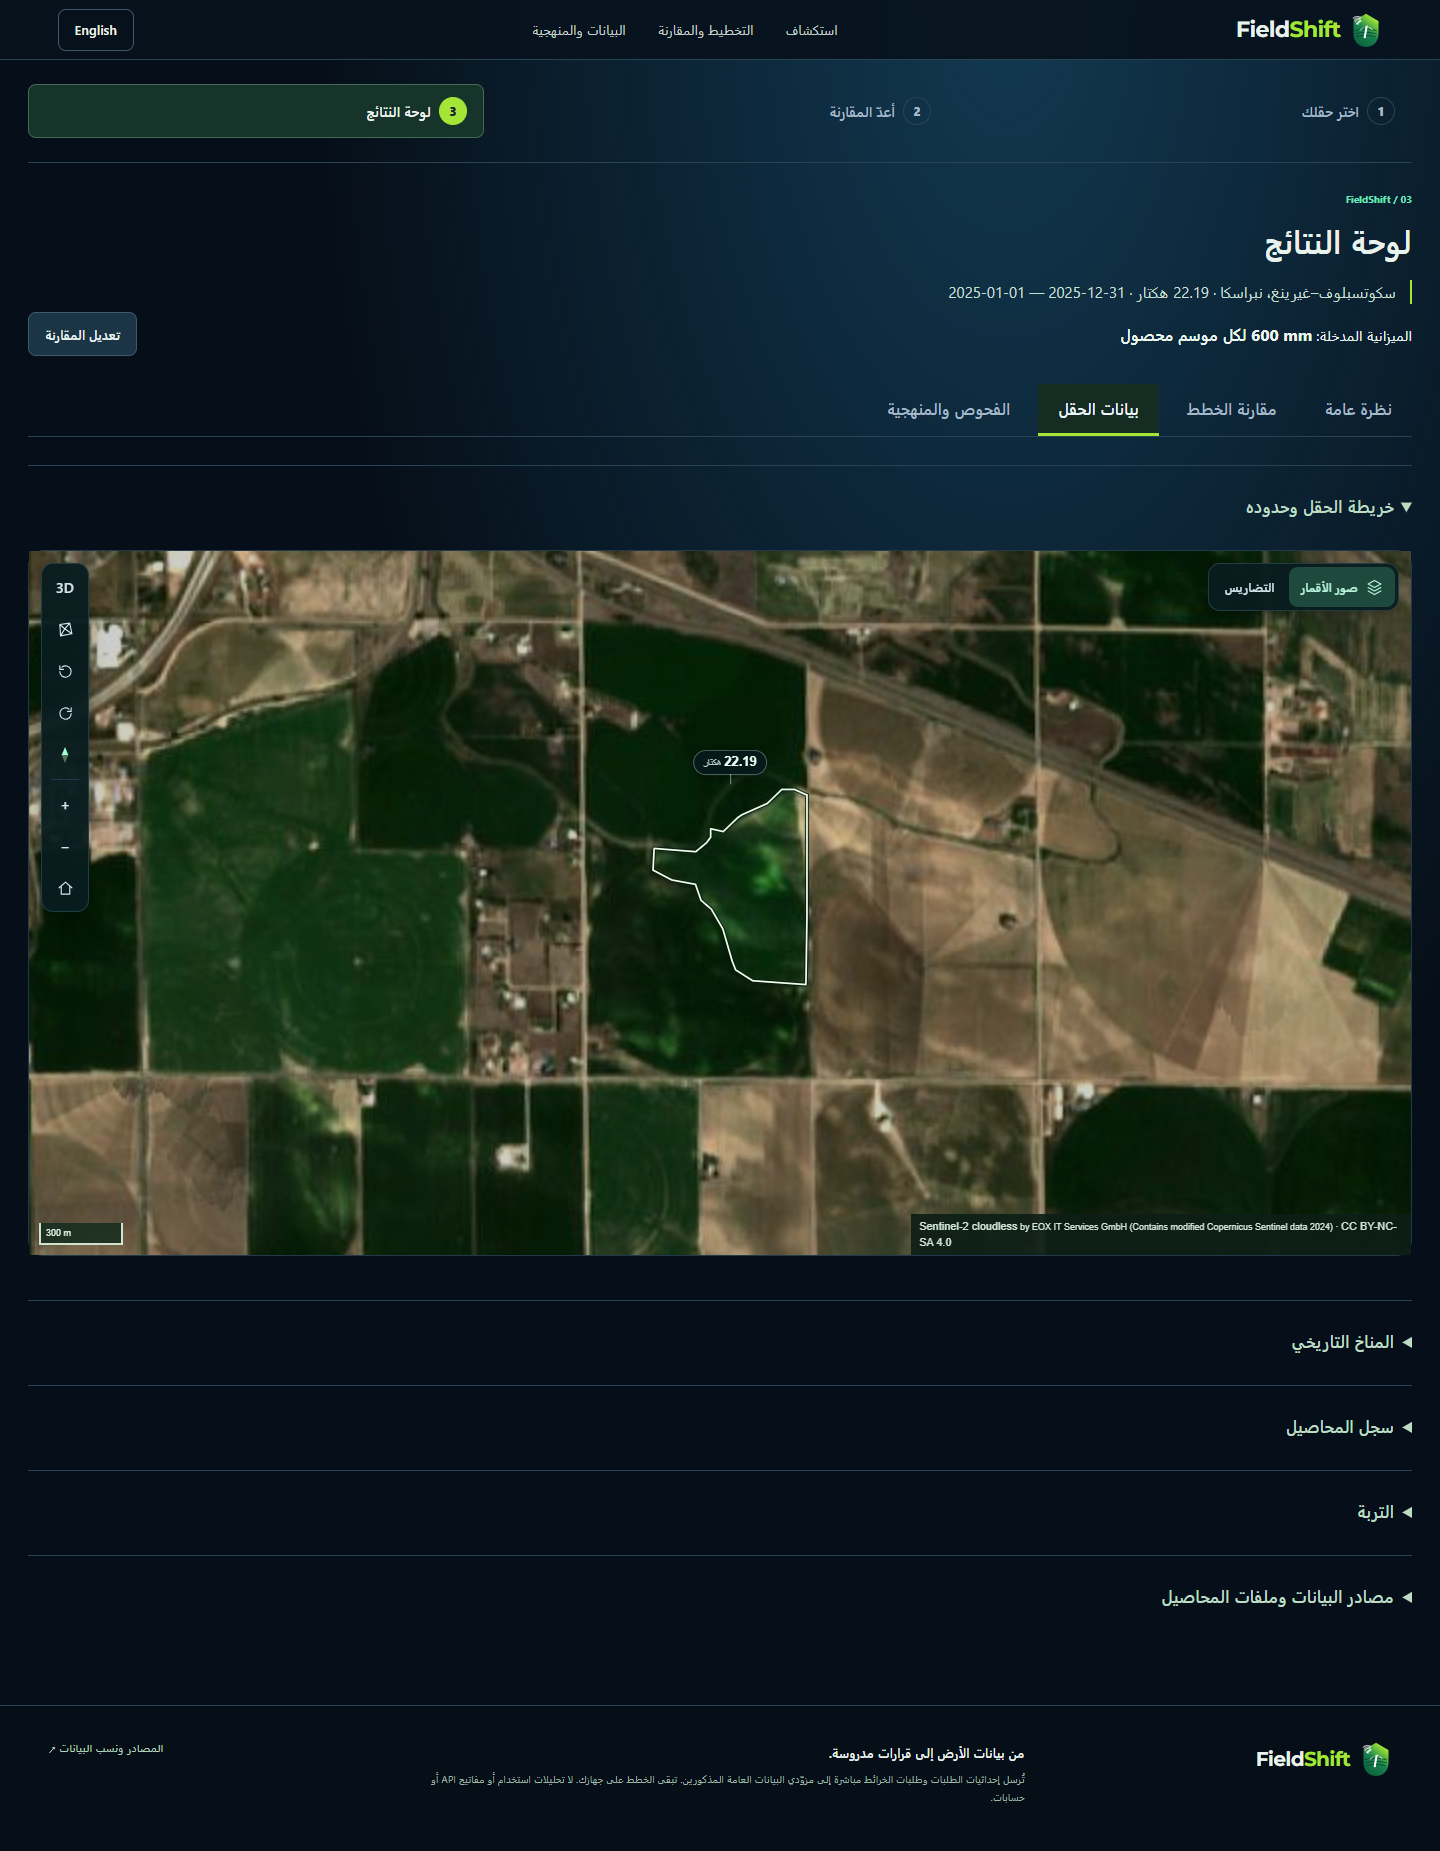 FieldShift
استكشاف
التخطيط والمقارنة
البيانات والمنهجية
English
1 اختر حقلك
2 أعدّ المقارنة
3 لوحة النتائج
FieldShift / 03
لوحة النتائج
سكوتسبلوف–غيرينغ، نبراسكا · 22.19 هكتار · 2025-12-31 — 2025-01-01
الميزانية المدخلة: 600 mm لكل موسم محصول
تعديل المقارنة
نظرة عامة
مقارنة الخطط
بيانات الحقل
الفحوص والمنهجية
خريطة الحقل وحدوده
صور الأقمار
التضاريس
3D
22.19 هكتار
+
−
300 m
Sentinel-2 cloudless by EOX IT Services GmbH (Contains modified Copernicus Sentinel data 2024) · CC BY-NC-
SA 4.0
المناخ التاريخي
سجل المحاصيل
التربة
مصادر البيانات وملفات المحاصيل
FieldShift
من بيانات الأرض إلى قرارات مدروسة.
تُرسل إحداثيات الطلبات وطلبات الخرائط مباشرة إلى مزوّدي البيانات العامة المذكورين. تبقى الخطط على جهازك. لا تحليلات استخدام أو مفاتيح API أو
حسابات.
المصادر ونسب البيانات ↗